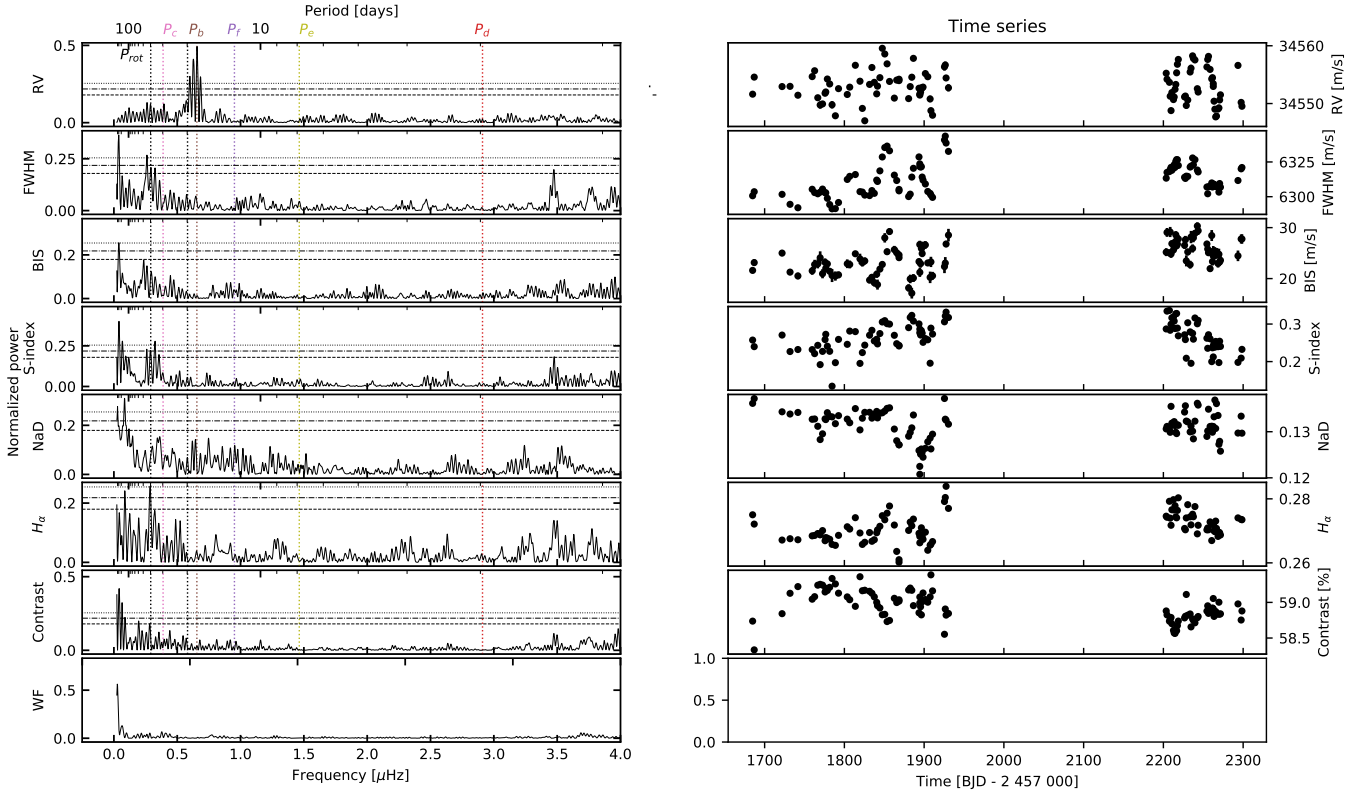 Period [days]
100 P_c P_b P_f 10 P_e P_d
P_rot
Time series
0.5
0.0
RV
34560
34550
RV [m/s]
0.25
0.00
FWHM
6325
6300
FWHM [m/s]
0.2
0.0
BIS
30
20
BIS [m/s]
0.25
0.00
S-index
0.3
0.2
S-index
Normalized power
0.2
0.0
NaD
0.13
0.12
NaD
0.2
0.0
H_α
0.28
0.26
H_α
0.5
0.0
Contrast
59.0
58.5
Contrast [%]
0.5
0.0
WF
1.0
0.5
0.0
0.0 0.5 1.0 1.5 2.0 2.5 3.0 3.5 4.0
Frequency [μHz]
1700 1800 1900 2000 2100 2200 2300
Time [BJD - 2 457 000]